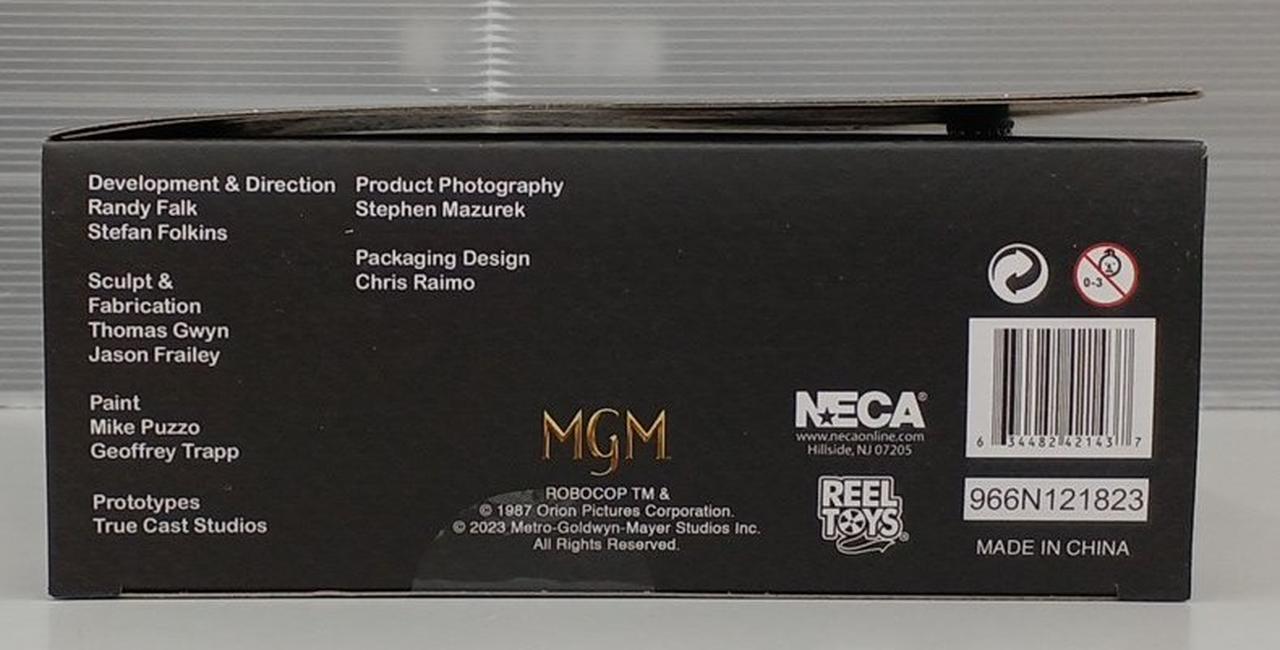 Development & Direction
Randy Falk
Stefan Folkins
Sculpt &
Fabrication
Thomas Gwyn
Jason Frailey
Paint
Mike Puzzo
Geoffrey Trapp
Prototypes
True Cast Studios
Product Photography
Stephen Mazurek
Packaging Design
Chris Raimo
MGM
ROBOCOP TM &
© 1987 Orion Pictures Corporation.
© 2023 Metro-Goldwyn-Mayer Studios Inc.
All Rights Reserved.
NECA®
www.necaonline.com
Hillside, NJ 07205
REEL
TOYS®
0-3
6 34482 42143 7
966N121823
MADE IN CHINA